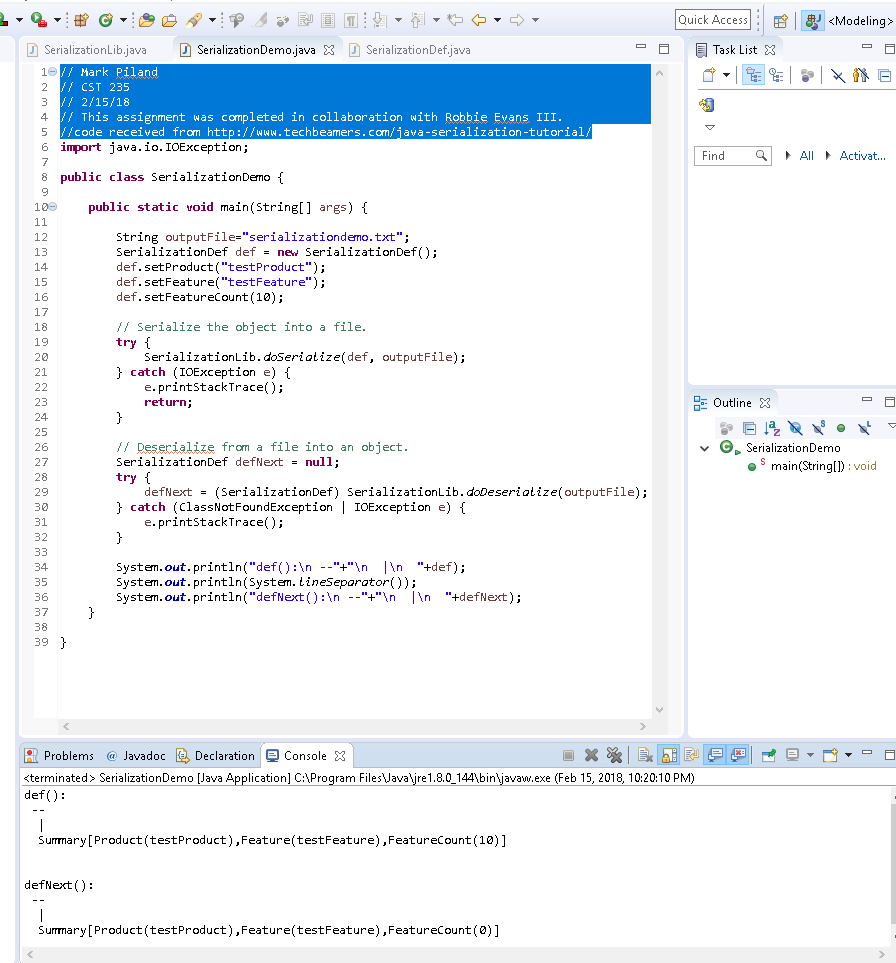 Quick Access
<Modeling>
SerializationLib.java
SerializationDemo.java
SerializationDef.java
1 // Mark Piland
2 // CST 235
3 // 2/15/18
4 // This assignment was completed in collaboration with Robbie Evans III.
5 //code received from http://www.techbeamers.com/java-serialization-tutorial/
6 import java.io.IOException;
7
8 public class SerializationDemo {
9
10     public static void main(String[] args) {
11
12         String outputFile="serializationdemo.txt";
13         SerializationDef def = new SerializationDef();
14         def.setProduct("testProduct");
15         def.setFeature("testFeature");
16         def.setFeatureCount(10);
17
18         // Serialize the object into a file.
19         try {
20             SerializationLib.doSerialize(def, outputFile);
21         } catch (IOException e) {
22             e.printStackTrace();
23             return;
24         }
25
26         // Deserialize from a file into an object.
27         SerializationDef defNext = null;
28         try {
29             defNext = (SerializationDef) SerializationLib.doDeserialize(outputFile);
30         } catch (ClassNotFoundException | IOException e) {
31             e.printStackTrace();
32         }
33
34         System.out.println("def():\n --"+"\n  |\n  "+def);
35         System.out.println(System.lineSeparator());
36         System.out.println("defNext():\n --"+"\n  |\n  "+defNext);
37     }
38
39 }
Task List
Find
All
Activat...
Outline
SerializationDemo
main(String[]) : void
Problems
@ Javadoc
Declaration
Console
<terminated> SerializationDemo [Java Application] C:\Program Files\Java\jre1.8.0_144\bin\javaw.exe (Feb 15, 2018, 10:20:10 PM)
def():
 --
  |
  Summary[Product(testProduct),Feature(testFeature),FeatureCount(10)]
defNext():
 --
  |
  Summary[Product(testProduct),Feature(testFeature),FeatureCount(0)]